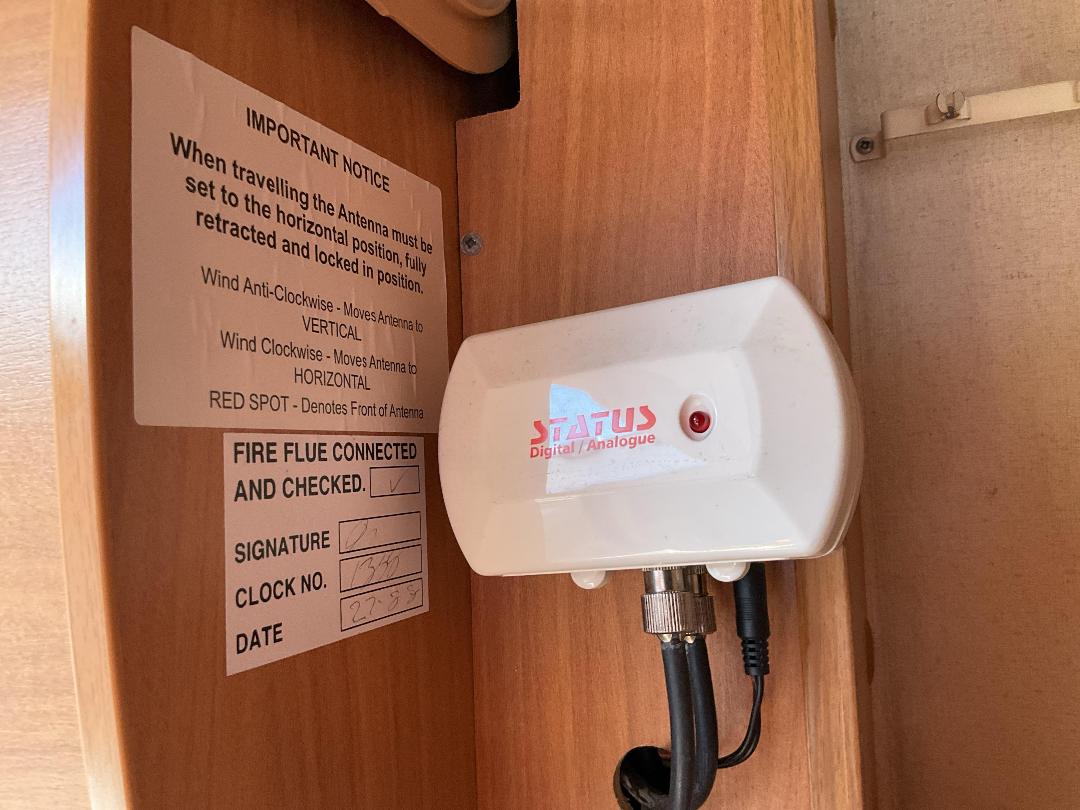 IMPORTANT NOTICE
When travelling the Antenna must be
set to the horizontal position, fully
retracted and locked in position.
Wind Anti-Clockwise - Moves Antenna to
VERTICAL
Wind Clockwise - Moves Antenna to
HORIZONTAL
RED SPOT - Denotes Front of Antenna
FIRE FLUE CONNECTED
AND CHECKED. ✓
SIGNATURE
CLOCK NO.
DATE
STATUS
Digital / Analogue